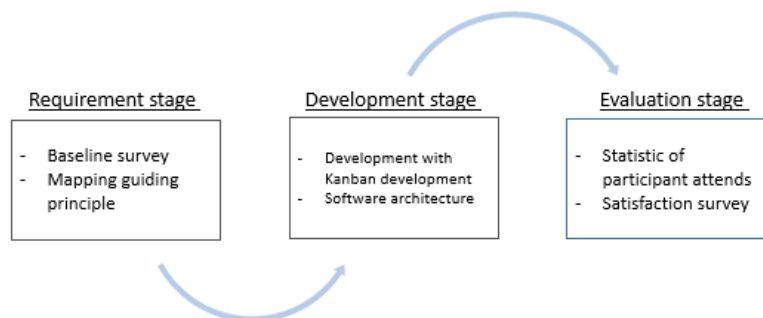 Requirement stage
- Baseline survey
- Mapping guiding
principle
Development stage
- Development with
Kanban development
- Software architecture
Evaluation stage
- Statistic of
participant attends
- Satisfaction survey